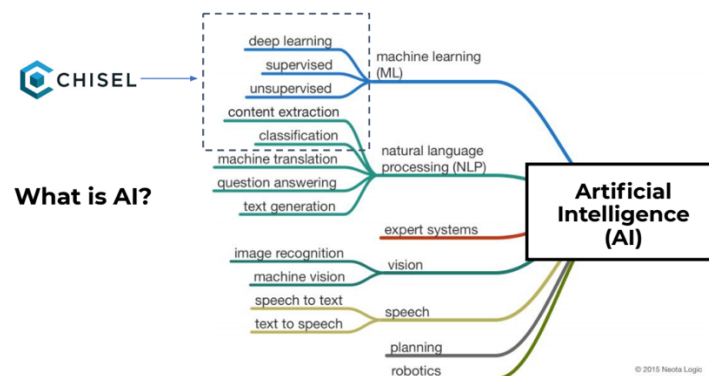 deep learning
machine learning
(ML)
CHISEL
supervised
unsupervised
content extraction
classification
natural language
processing (NLP)
machine translation
What is AI?
question answering
text generation
Artificial
Intelligence
(AI)
expert systems
image recognition
vision
machine vision
speech to text
speech
text to speech
planning
robotics
© 2015 Neota Logic